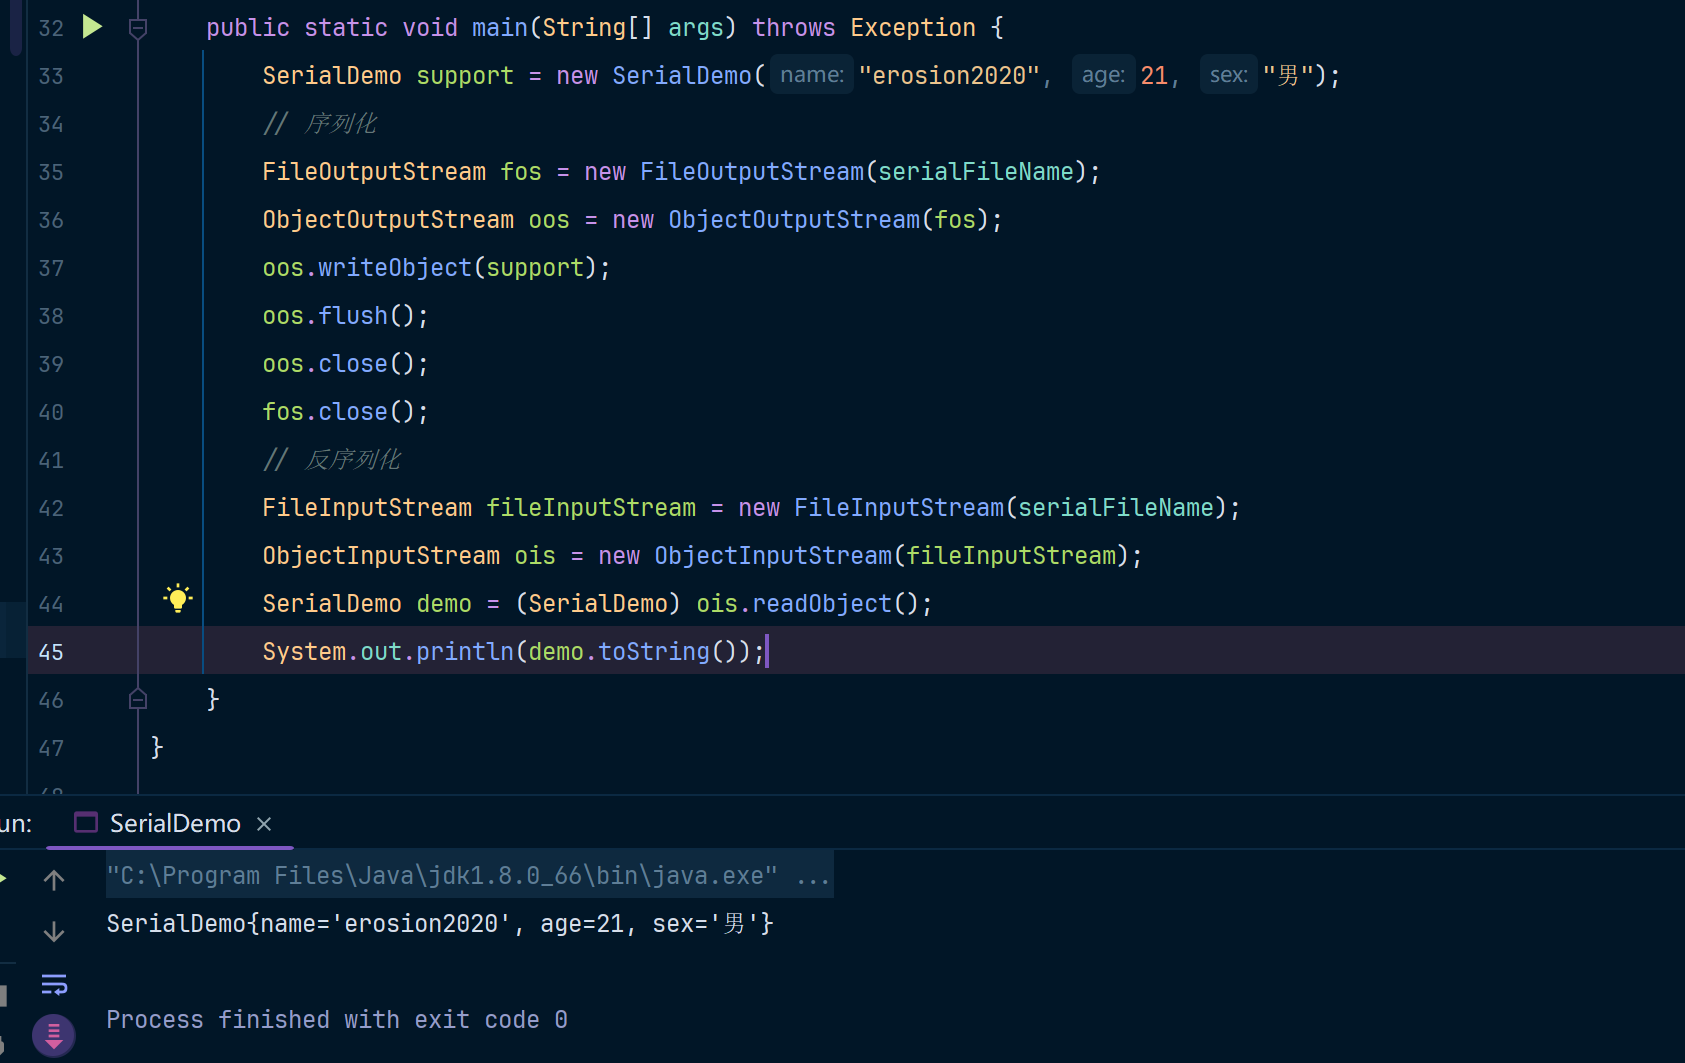 32 public static void main(String[] args) throws Exception {
33 SerialDemo support = new SerialDemo( name: "erosion2020", age: 21, sex: "男");
34 // 序列化
35 FileOutputStream fos = new FileOutputStream(serialFileName);
36 ObjectOutputStream oos = new ObjectOutputStream(fos);
37 oos.writeObject(support);
38 oos.flush();
39 oos.close();
40 fos.close();
41 // 反序列化
42 FileInputStream fileInputStream = new FileInputStream(serialFileName);
43 ObjectInputStream ois = new ObjectInputStream(fileInputStream);
44 SerialDemo demo = (SerialDemo) ois.readObject();
45 System.out.println(demo.toString());
46 }
47 }
un: SerialDemo ×
"C:\Program Files\Java\jdk1.8.0_66\bin\java.exe" ...
SerialDemo{name='erosion2020', age=21, sex='男'}
Process finished with exit code 0